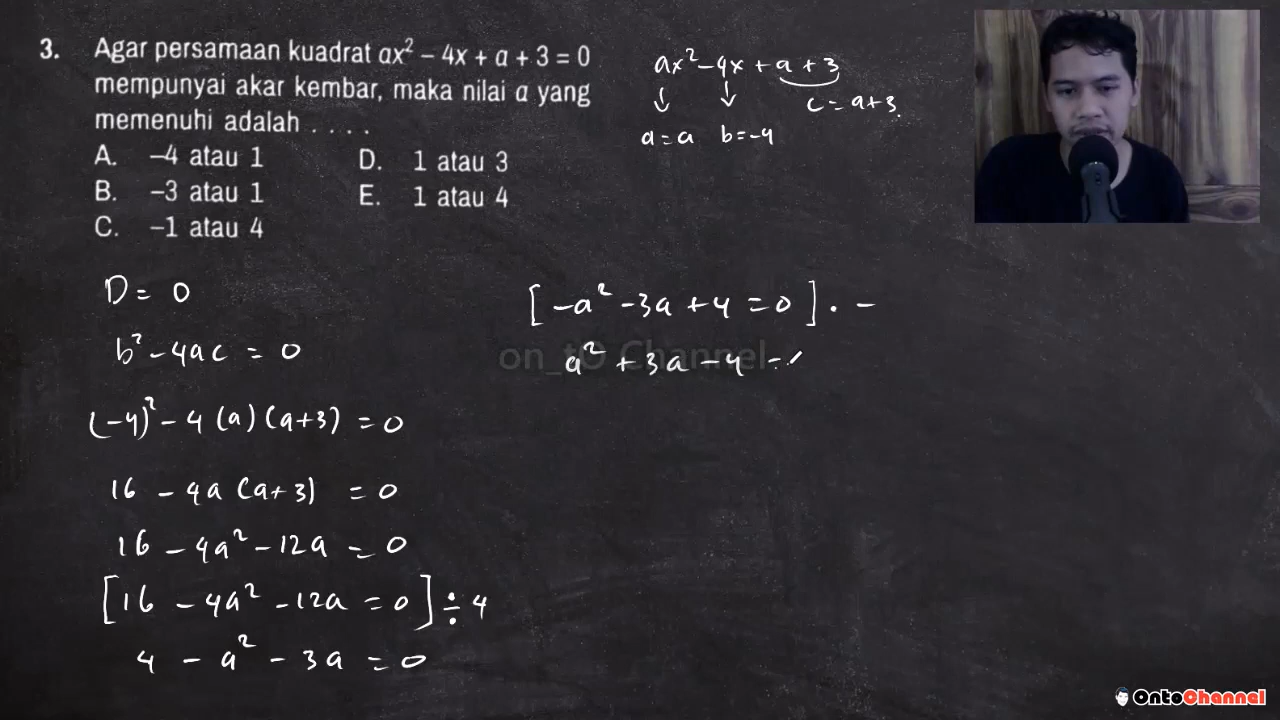 3. Agar persamaan kuadrat ax² – 4x + a + 3 = 0
mempunyai akar kembar, maka nilai a yang
memenuhi adalah . . . .
A. –4 atau 1
D. 1 atau 3
B. –3 atau 1
E. 1 atau 4
C. –1 atau 4
ax² – 4x + a + 3
↓ ↓ c = a+3
a = a b = -4
D = 0
b² - 4ac = 0
(-4)² - 4 (a) (a+3) = 0
16 - 4a (a+3) = 0
16 - 4a² - 12a = 0
[16 - 4a² - 12a = 0] ÷ 4
4 - a² - 3a = 0
[-a² - 3a + 4 = 0] . -
a² + 3a - 4 =
on_tO Channel
OntoChannel